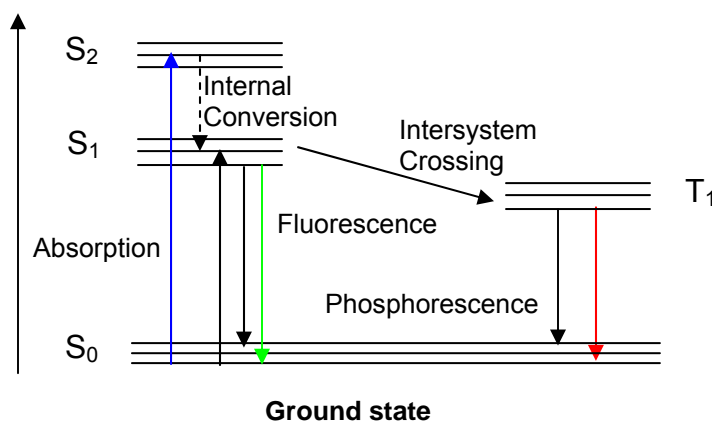 S2
Internal
Conversion
S1
Intersystem
Crossing
T1
Fluorescence
Absorption
Phosphorescence
S0
Ground state